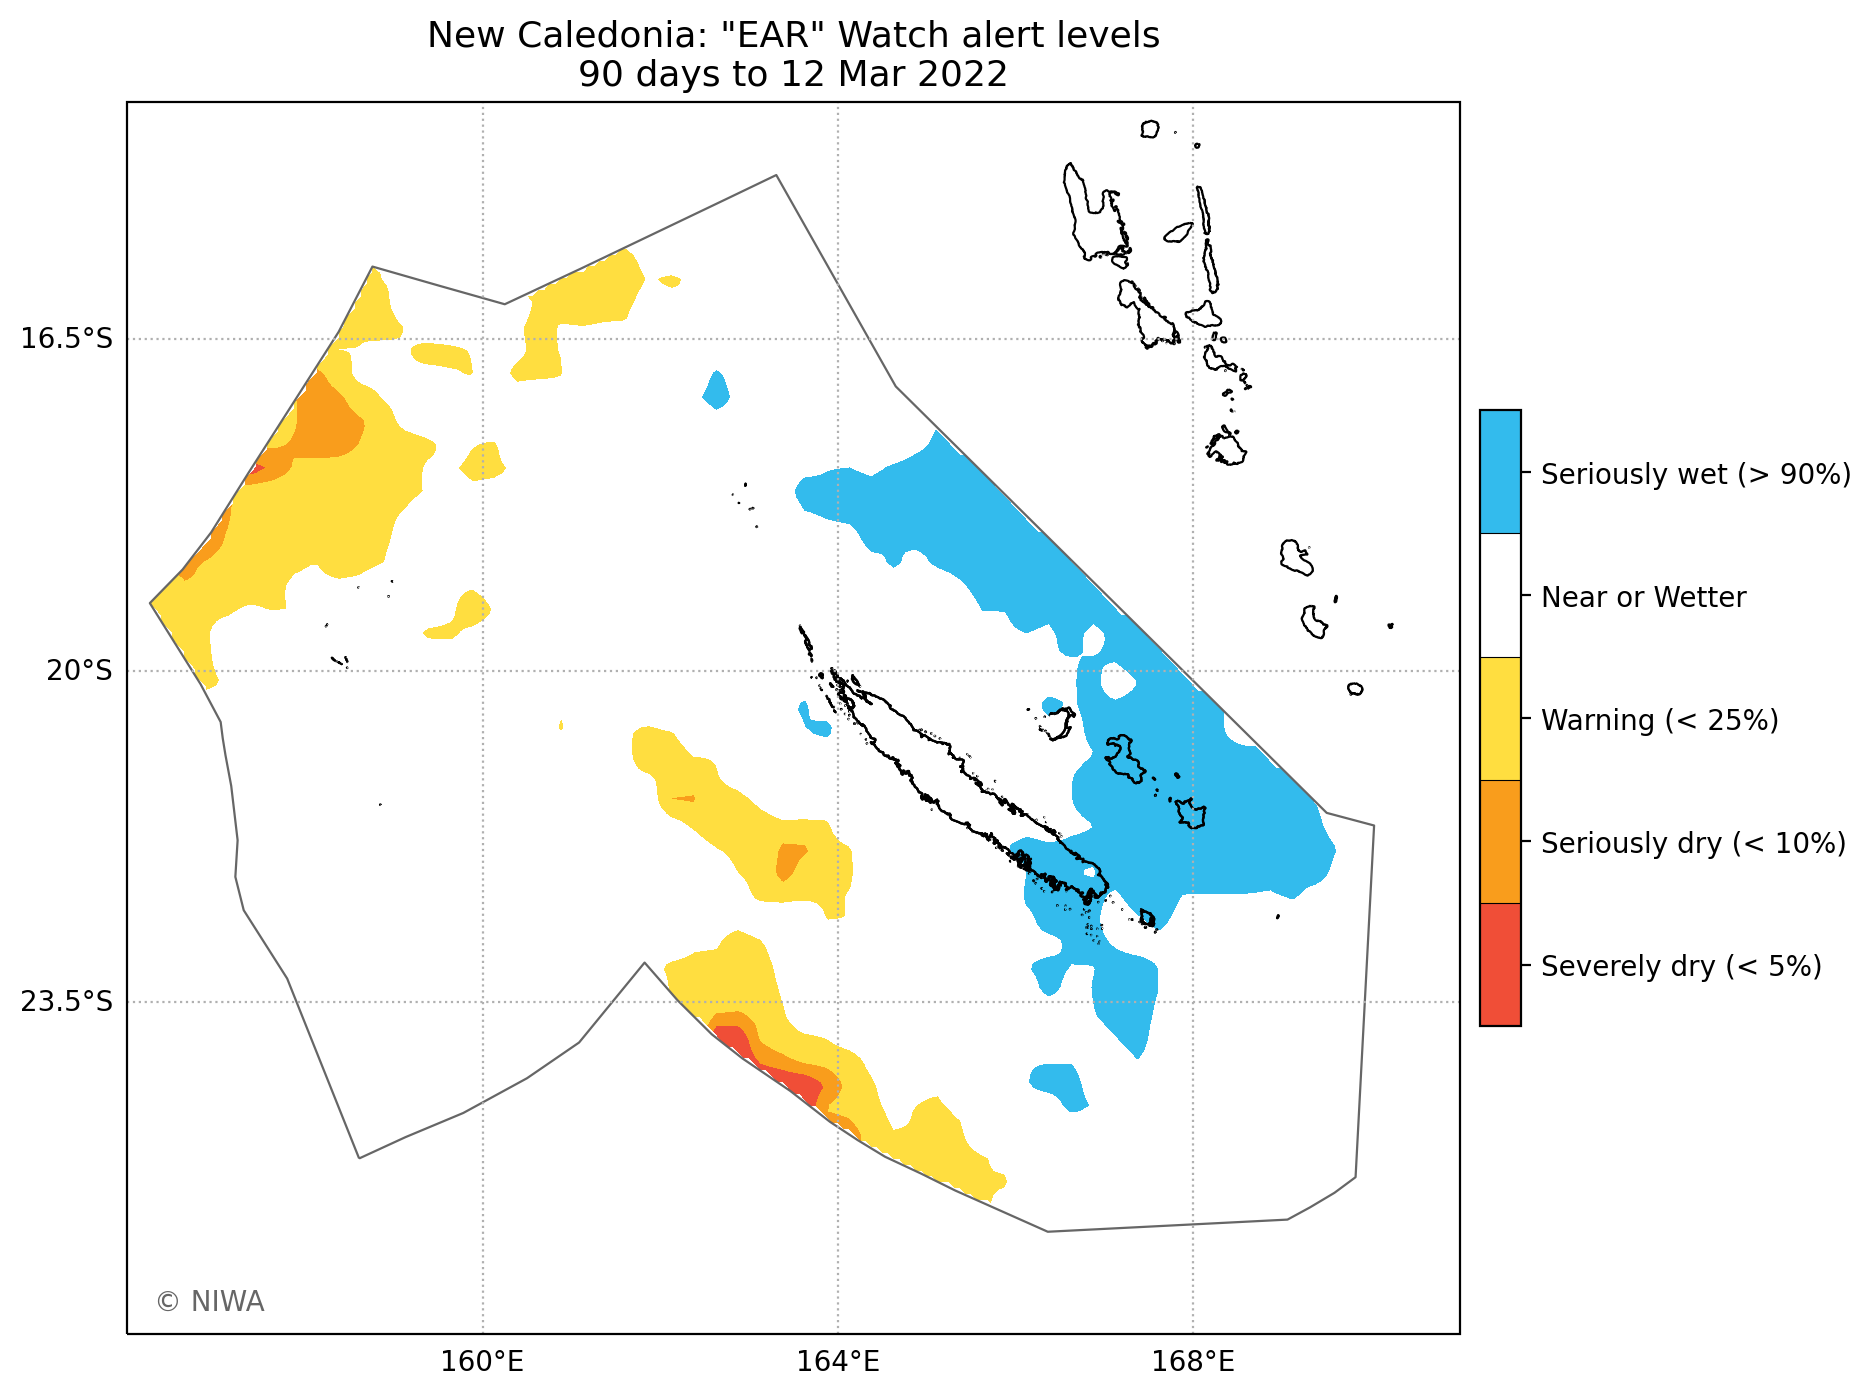 New Caledonia: "EAR" Watch alert levels
90 days to 12 Mar 2022
16.5°S
20°S
23.5°S
160°E
164°E
168°E
Seriously wet (> 90%)
Near or Wetter
Warning (< 25%)
Seriously dry (< 10%)
Severely dry (< 5%)
© NIWA